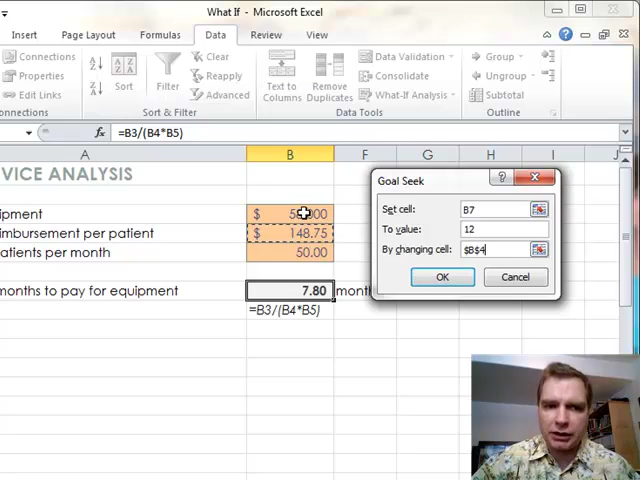 What If - Microsoft Excel
Insert Page Layout Formulas Data Review View
Connections
Properties
Links
Sort
Filter
Clear
Reapply
Advanced
Sort & Filter
Text to Columns
Remove Duplicates
Data Validation
Consolidate
What-If Analysis
Data Tools
Group
Ungroup
Subtotal
Outline
fx =B3/(B4*B5)
A B F G H I J
VICE ANALYSIS
ipment $ 000
imbursement per patient $ 148.75
patients per month 50.00
months to pay for equipment 7.80 mont
=B3/(B4*B5)
Goal Seek
Set cell: B7
To value: 12
By changing cell: $B$4
OK Cancel